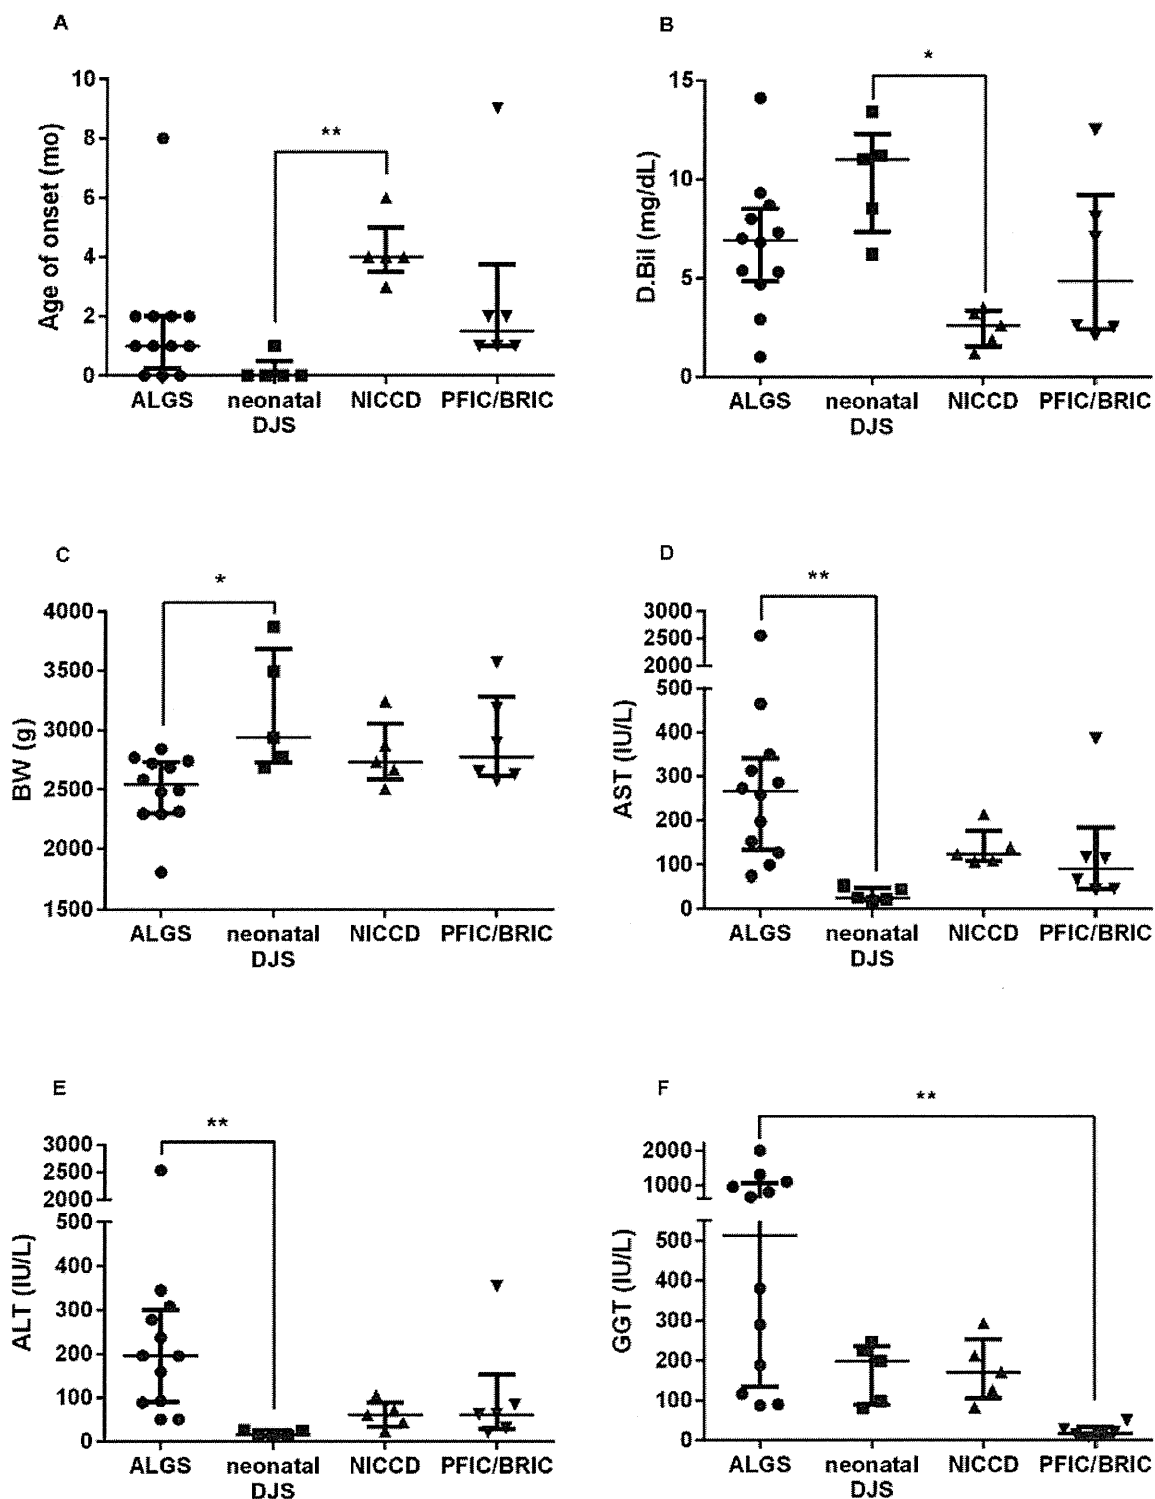 A
Age of onset (mo)
**
10
8
6
4
2
0
ALGS neonatal DJS NICCD PFIC/BRIC
B
D.Bil (mg/dL)
*
15
10
5
0
ALGS neonatal DJS NICCD PFIC/BRIC
C
BW (g)
*
4000
3500
3000
2500
2000
1500
ALGS neonatal DJS NICCD PFIC/BRIC
D
AST (IU/L)
**
3000
2500
2000
500
400
300
200
100
0
ALGS neonatal DJS NICCD PFIC/BRIC
E
ALT (IU/L)
**
3000
2500
2000
500
400
300
200
100
0
ALGS neonatal DJS NICCD PFIC/BRIC
F
GGT (IU/L)
**
2000
1000
500
400
300
200
100
0
ALGS neonatal DJS NICCD PFIC/BRIC